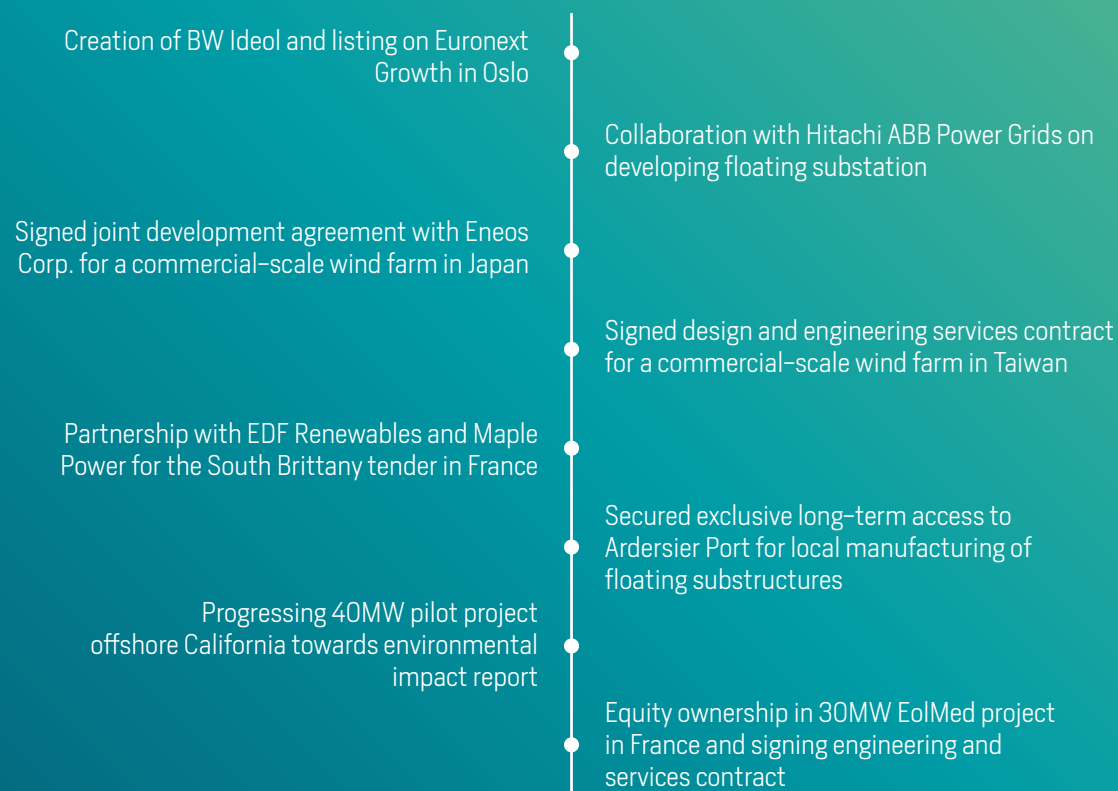 Creation of BW Ideol and listing on Euronext
Growth in Oslo
Collaboration with Hitachi ABB Power Grids on
developing floating substation
Signed joint development agreement with Eneos
Corp. for a commercial-scale wind farm in Japan
Signed design and engineering services contract
for a commercial-scale wind farm in Taiwan
Partnership with EDF Renewables and Maple
Power for the South Brittany tender in France
Secured exclusive long-term access to
Ardersier Port for local manufacturing of
floating substructures
Progressing 40MW pilot project
offshore California towards environmental
impact report
Equity ownership in 30MW EolMed project
in France and signing engineering and
services contract